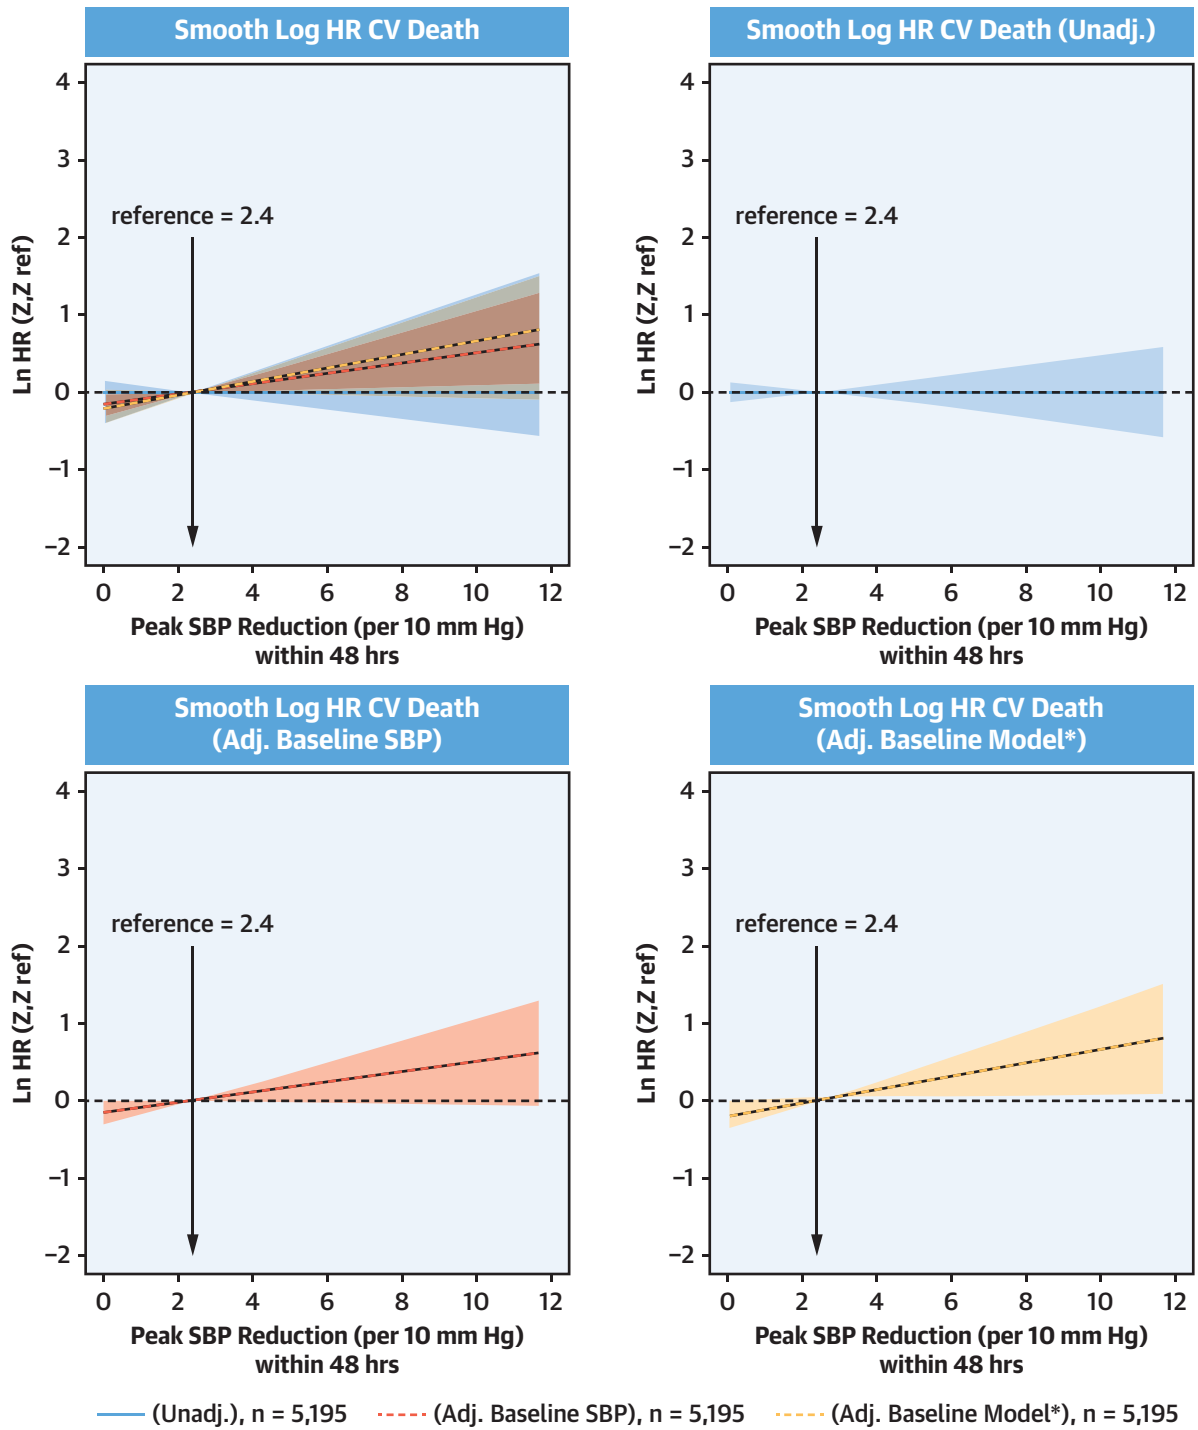 Smooth Log HR CV Death
4
3
2
1
0
−1
−2
Ln HR (Z,Z ref)
reference = 2.4
0 2 4 6 8 10 12
Peak SBP Reduction (per 10 mm Hg)
within 48 hrs
Smooth Log HR CV Death (Unadj.)
4
3
2
1
0
−1
−2
Ln HR (Z,Z ref)
reference = 2.4
0 2 4 6 8 10 12
Peak SBP Reduction (per 10 mm Hg)
within 48 hrs
Smooth Log HR CV Death
(Adj. Baseline SBP)
4
3
2
1
0
−1
−2
Ln HR (Z,Z ref)
reference = 2.4
0 2 4 6 8 10 12
Peak SBP Reduction (per 10 mm Hg)
within 48 hrs
Smooth Log HR CV Death
(Adj. Baseline Model*)
4
3
2
1
0
−1
−2
Ln HR (Z,Z ref)
reference = 2.4
0 2 4 6 8 10 12
Peak SBP Reduction (per 10 mm Hg)
within 48 hrs
(Unadj.), n = 5,195 (Adj. Baseline SBP), n = 5,195 (Adj. Baseline Model*), n = 5,195